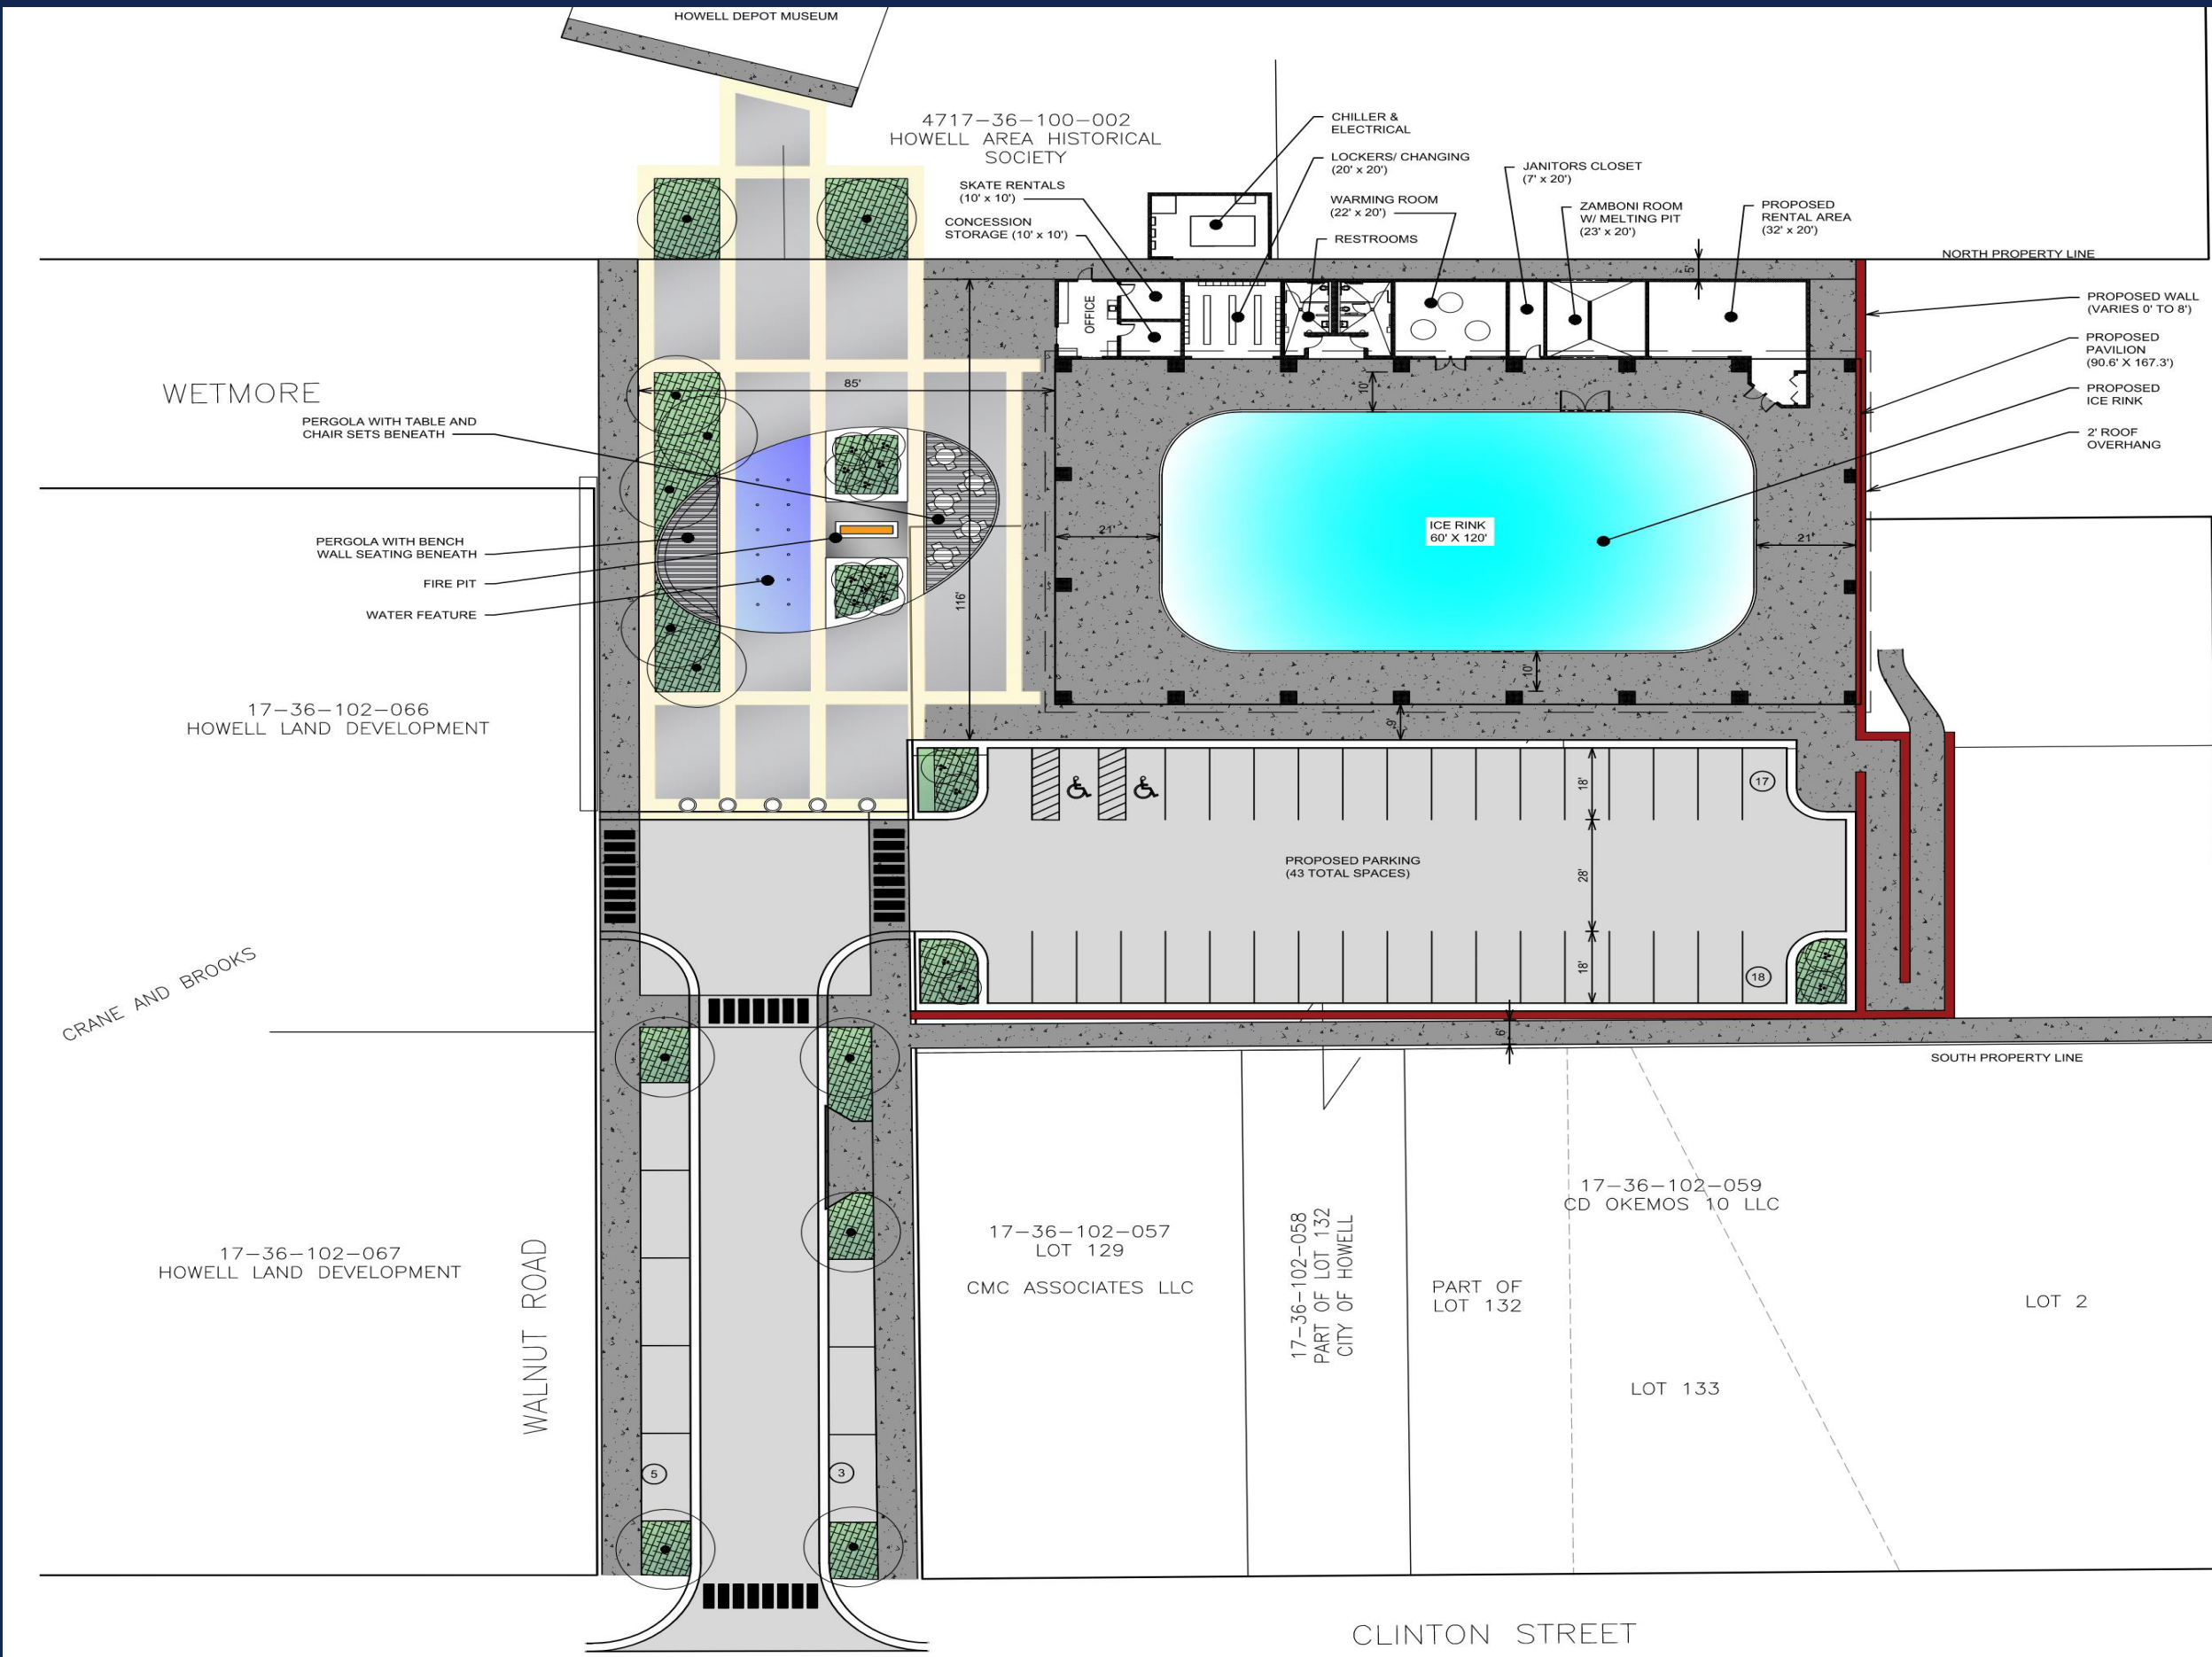 HOWELL DEPOT MUSEUM
4717-36-100-002
HOWELL AREA HISTORICAL
SOCIETY
CHILLER &
ELECTRICAL
LOCKERS/ CHANGING
(20' x 20')
SKATE RENTALS
(10' x 10')
CONCESSION
STORAGE (10' x 10')
WARMING ROOM
(22' x 20')
RESTROOMS
JANITORS CLOSET
(7' x 20')
ZAMBONI ROOM
W/ MELTING PIT
(23' x 20')
PROPOSED
RENTAL AREA
(32' x 20')
NORTH PROPERTY LINE
5'
OFFICE
PROPOSED WALL
(VARIES 0' TO 8')
PROPOSED
PAVILION
(90.6' X 167.3')
PROPOSED
ICE RINK
2' ROOF
OVERHANG
WETMORE
85'
10'
PERGOLA WITH TABLE AND
CHAIR SETS BENEATH
PERGOLA WITH BENCH
WALL SEATING BENEATH
FIRE PIT
WATER FEATURE
21'
ICE RINK
60' X 120'
21'
116'
10'
9'
17-36-102-066
HOWELL LAND DEVELOPMENT
18'
17
PROPOSED PARKING
(43 TOTAL SPACES)
28'
18'
18
CRANE AND BROOKS
6'
SOUTH PROPERTY LINE
17-36-102-067
HOWELL LAND DEVELOPMENT
WALNUT ROAD
5
3
17-36-102-057
LOT 129
CMC ASSOCIATES LLC
17-36-102-058
PART OF LOT 132
CITY OF HOWELL
PART OF
LOT 132
17-36-102-059
CD OKEMOS 10 LLC
LOT 133
LOT 2
CLINTON STREET